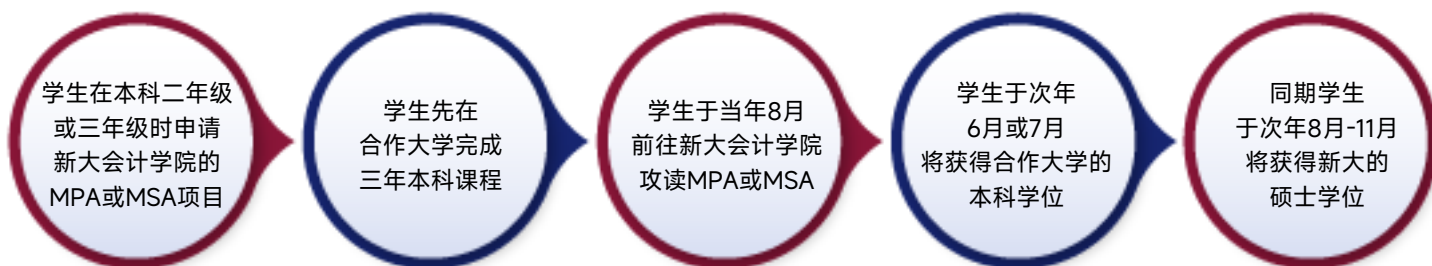 学生在本科二年级
或三年级时申请
新大会计学院的
MPA或MSA项目
学生先在
合作大学完成
三年本科课程
学生于当年8月
前往新大会计学院
攻读MPA或MSA
学生于次年
6月或7月
将获得合作大学的
本科学位
同期学生
于次年8月-11月
将获得新大的
硕士学位